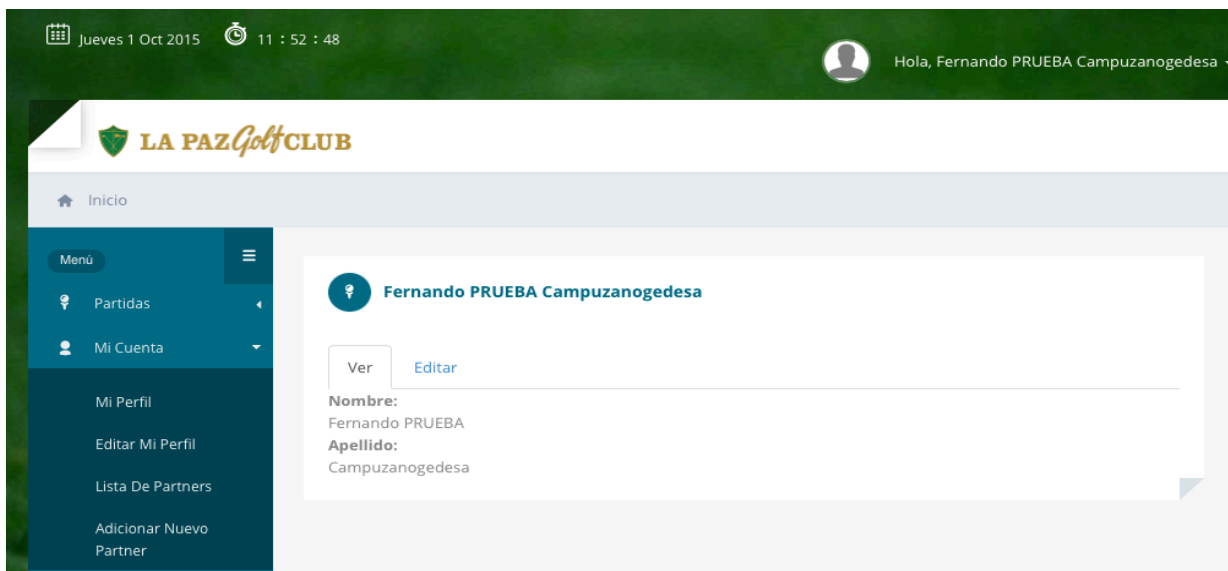 Jueves 1 Oct 2015 11 : 52 : 48
Hola, Fernando PRUEBA Campuzanogedesa
LA PAZ Golf CLUB
Inicio
Menú
Partidas
Mi Cuenta
Mi Perfil
Editar Mi Perfil
Lista De Partners
Adicionar Nuevo
Partner
Fernando PRUEBA Campuzanogedesa
Ver Editar
Nombre:
Fernando PRUEBA
Apellido:
Campuzanogedesa